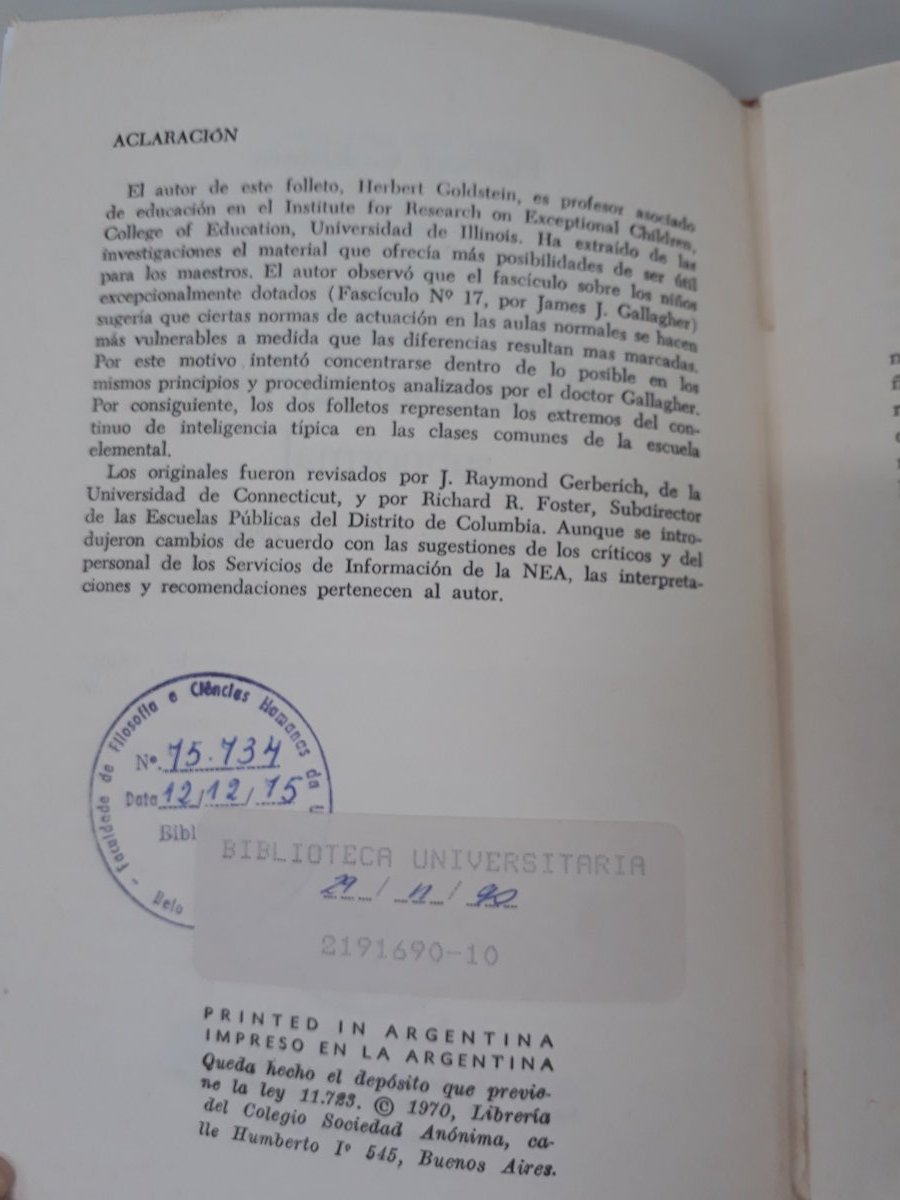 ACLARACIÓN
El autor de este folleto, Herbert Goldstein, es profesor asociado
de educación en el Institute for Research on Exceptional Children,
College of Education, Universidad de Illinois. Ha extraído de las
investigaciones el material que ofrecía más posibilidades de ser útil
para los maestros. El autor observó que el fascículo sobre los niños
excepcionalmente dotados (Fascículo Nº 17, por James J. Gallagher)
sugería que ciertas normas de actuación en las aulas normales se hacen
más vulnerables a medida que las diferencias resultan mas marcadas.
Por este motivo intentó concentrarse dentro de lo posible en los
mismos principios y procedimientos analizados por el doctor Gallagher.
Por consiguiente, los dos folletos representan los extremos del con-
tinuo de inteligencia típica en las clases comunes de la escuela
elemental.
Los originales fueron revisados por J. Raymond Gerberich, de la
Universidad de Connecticut, y por Richard R. Foster, Subdirector
de las Escuelas Públicas del Distrito de Columbia. Aunque se intro-
dujeron cambios de acuerdo con las sugestiones de los críticos y del
personal de los Servicios de Información de la NEA, las interpreta-
ciones y recomendaciones pertenecen al autor.
Faculdade de Filosofia e Ciências Humanas da U
Nº. 15.734
Data 12/12/75
Bibl
Belo
BIBLIOTECA UNIVERSITARIA
29/11/90
2191690-10
PRINTED IN ARGENTINA
IMPRESO EN LA ARGENTINA
Queda hecho el depósito que previe-
ne la ley 11.723. © 1970, Librería
del Colegio Sociedad Anónima, ca-
lle Humberto Iº 545, Buenos Aires.